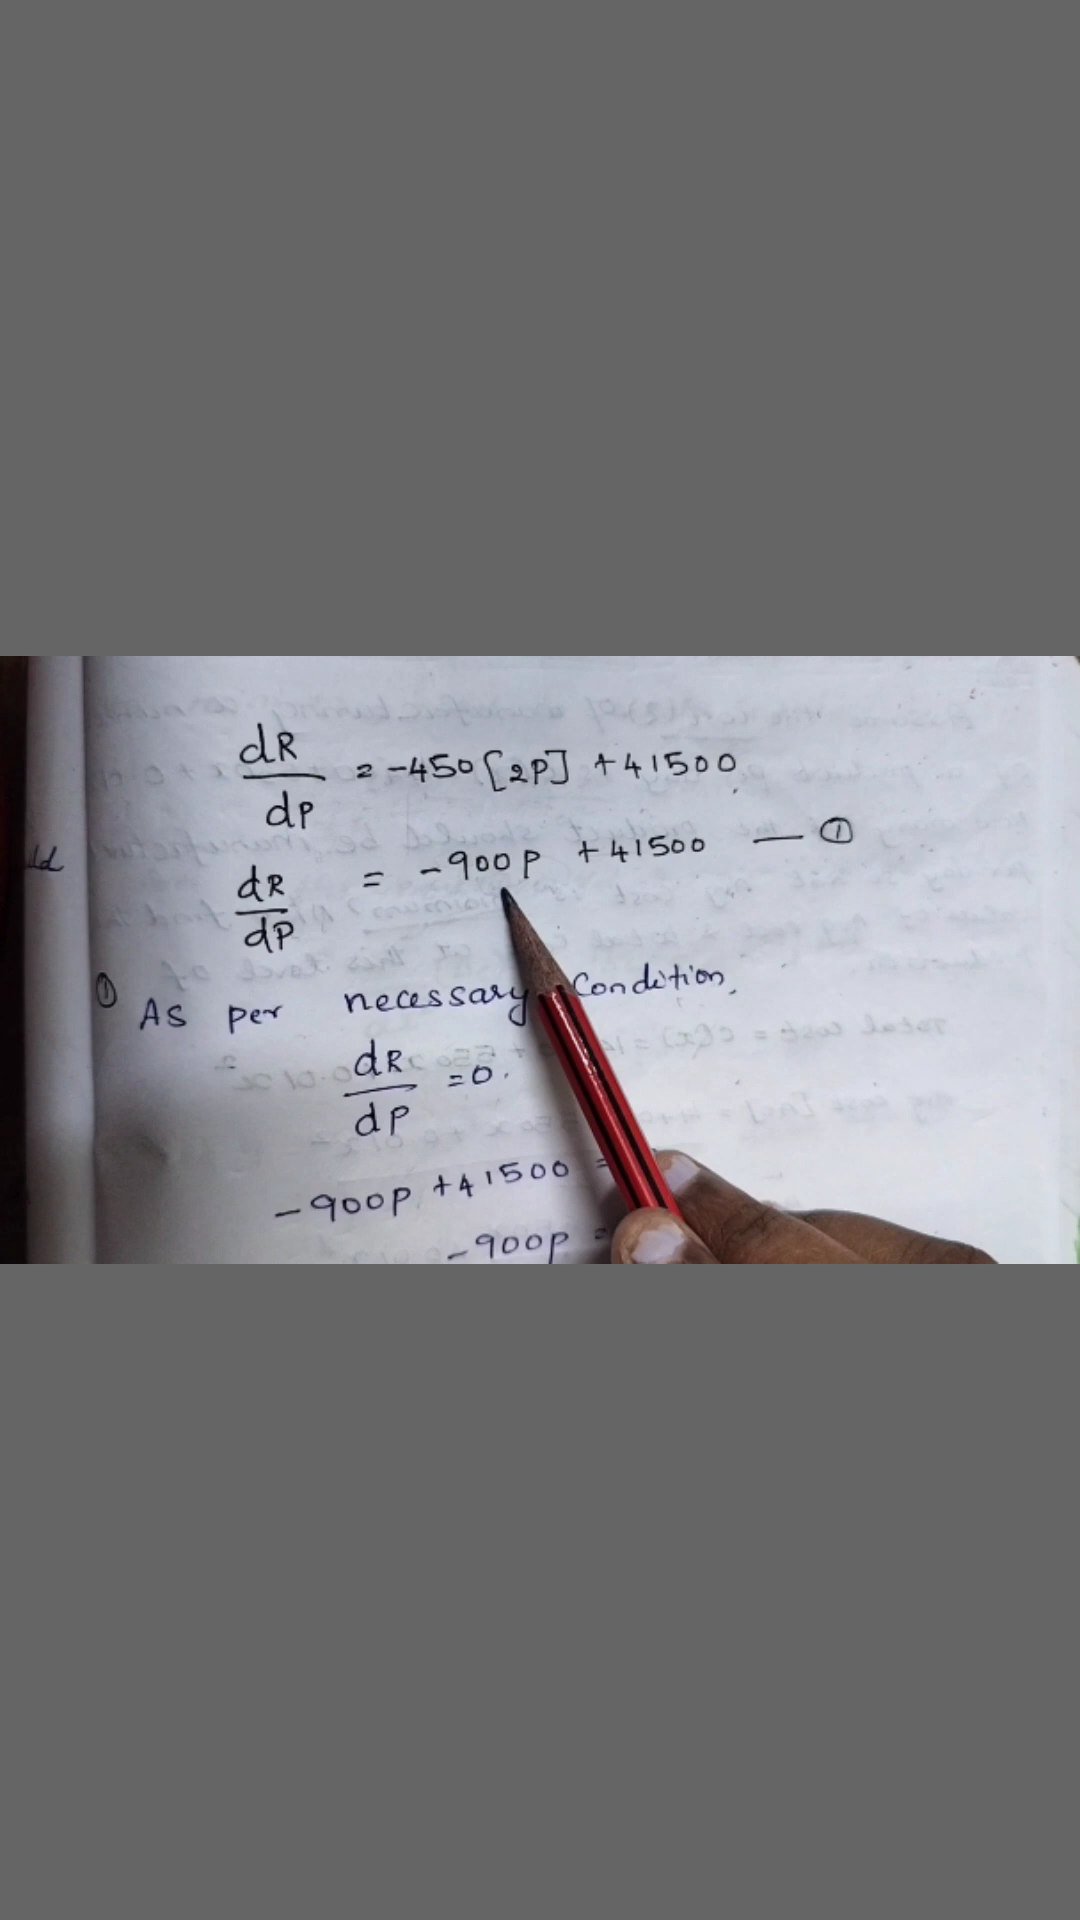 dR/dP = -450[2P] + 41500
ld
dR/dP = -900P + 41500 — ①
① As per necessary Condition,
dR/dP = 0.
-900P + 41500 =
-900P =